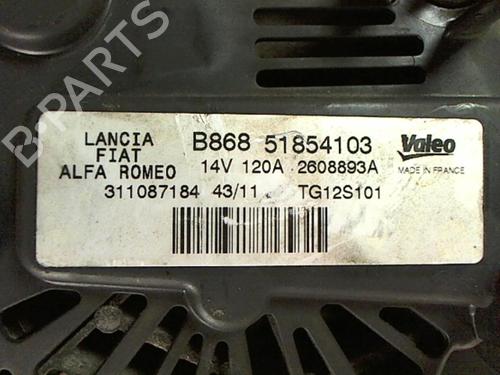 LANCIA
FIAT
ALFA ROMEO
B868 51854103
14V 120A 2608893A
311087184 43/11 TG12S101
Valeo
MADE IN FRANCE
B-PARTS